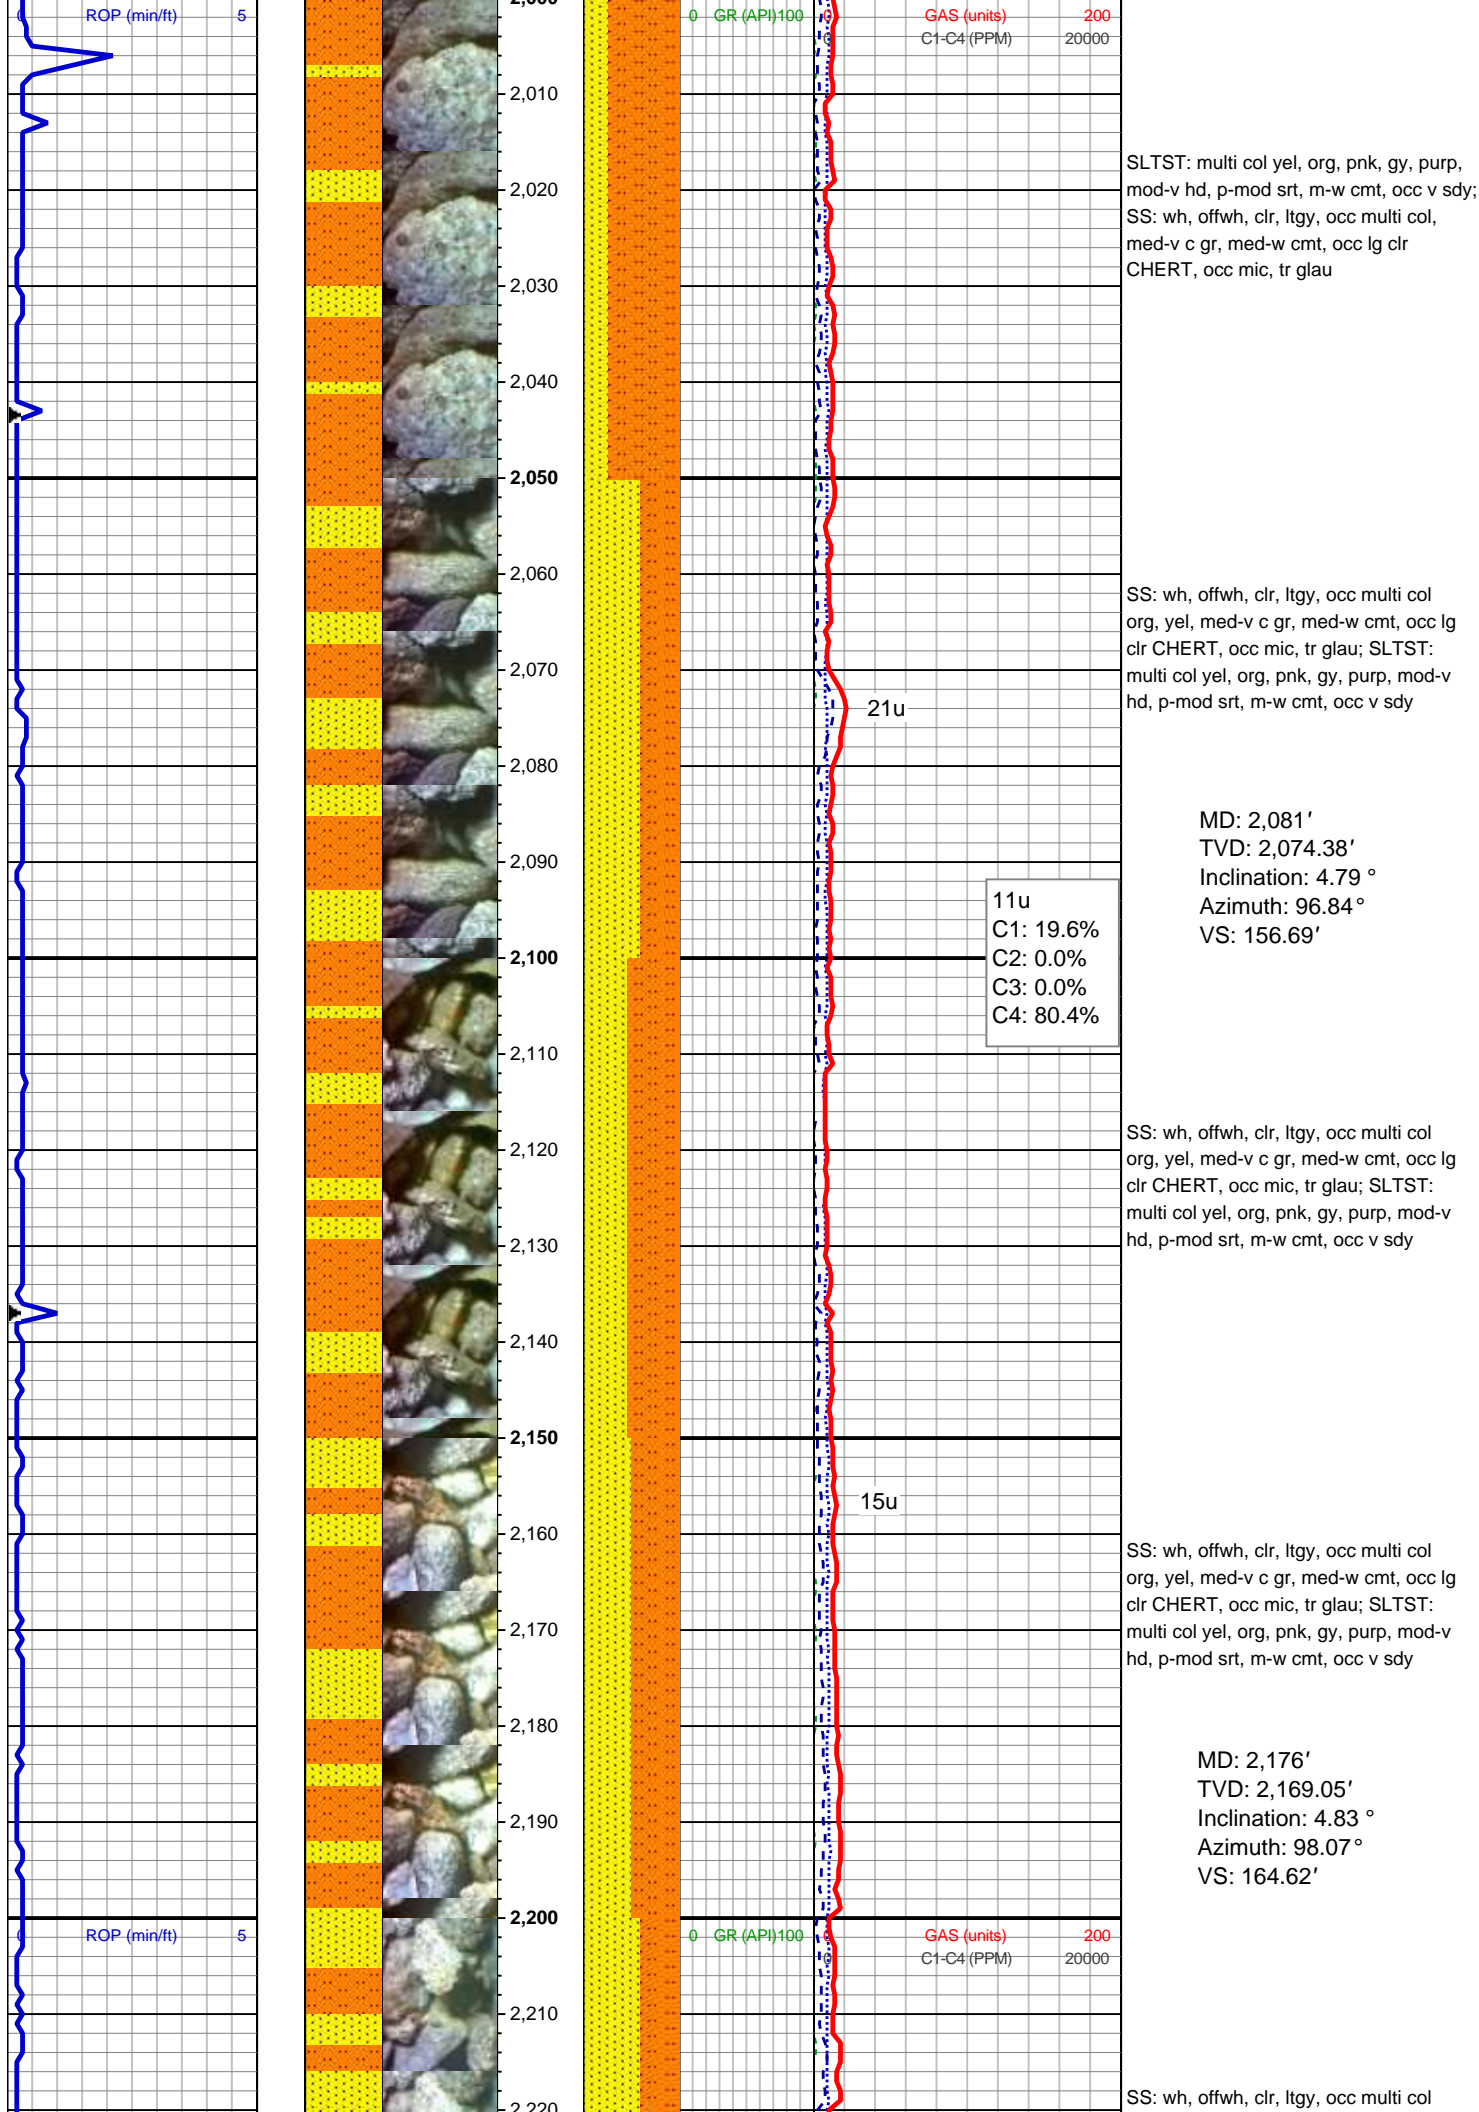 2,000
0 ROP (min/ft) 5
0 GR (API)100
0 GAS (units) 200
0 C1-C4 (PPM) 20000
2,010
SLTST: multi col yel, org, pnk, gy, purp,
mod-v hd, p-mod srt, m-w cmt, occ v sdy;
SS: wh, offwh, clr, ltgy, occ multi col,
med-v c gr, med-w cmt, occ lg clr
CHERT, occ mic, tr glau
2,020
2,030
2,040
2,050
2,060
SS: wh, offwh, clr, ltgy, occ multi col
org, yel, med-v c gr, med-w cmt, occ lg
clr CHERT, occ mic, tr glau; SLTST:
multi col yel, org, pnk, gy, purp, mod-v
hd, p-mod srt, m-w cmt, occ v sdy
2,070
21u
2,080
MD: 2,081'
TVD: 2,074.38'
Inclination: 4.79 °
Azimuth: 96.84°
VS: 156.69'
2,090
11u
C1: 19.6%
C2: 0.0%
C3: 0.0%
C4: 80.4%
2,100
2,110
2,120
SS: wh, offwh, clr, ltgy, occ multi col
org, yel, med-v c gr, med-w cmt, occ lg
clr CHERT, occ mic, tr glau; SLTST:
multi col yel, org, pnk, gy, purp, mod-v
hd, p-mod srt, m-w cmt, occ v sdy
2,130
2,140
2,150
15u
2,160
SS: wh, offwh, clr, ltgy, occ multi col
org, yel, med-v c gr, med-w cmt, occ lg
clr CHERT, occ mic, tr glau; SLTST:
multi col yel, org, pnk, gy, purp, mod-v
hd, p-mod srt, m-w cmt, occ v sdy
2,170
2,180
MD: 2,176'
TVD: 2,169.05'
Inclination: 4.83 °
Azimuth: 98.07°
VS: 164.62'
2,190
2,200
0 ROP (min/ft) 5
0 GR (API)100
0 GAS (units) 200
0 C1-C4 (PPM) 20000
2,210
2,220
SS: wh, offwh, clr, ltgy, occ multi col